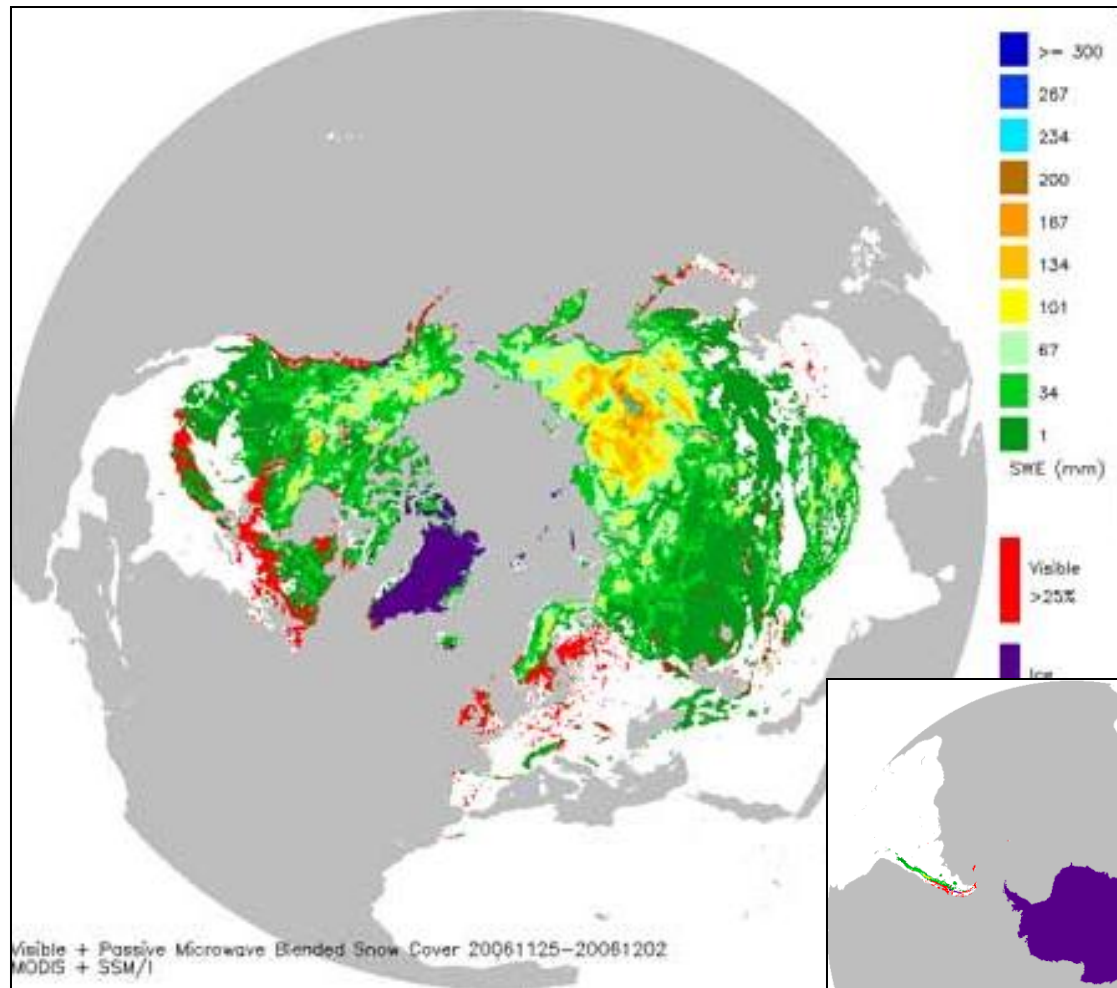 >= 300
267
234
200
167
134
101
67
34
1
SWE (mm)
Visible
>25%
Ice
Visible + Passive Microwave Blended Snow Cover 20061125-20061202
MODIS + SSM/I